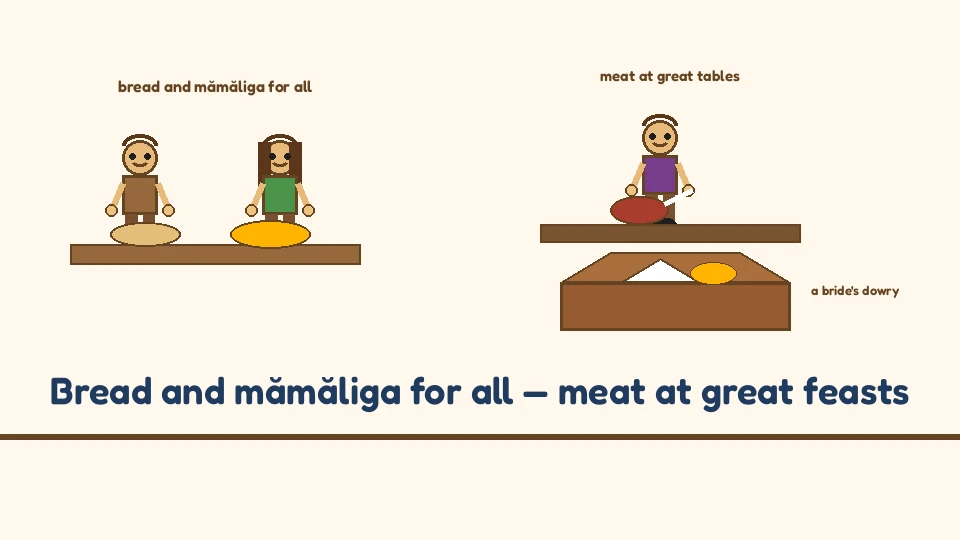 bread and mămăliga for all
meat at great tables
a bride's dowry
Bread and mămăliga for all — meat at great feasts